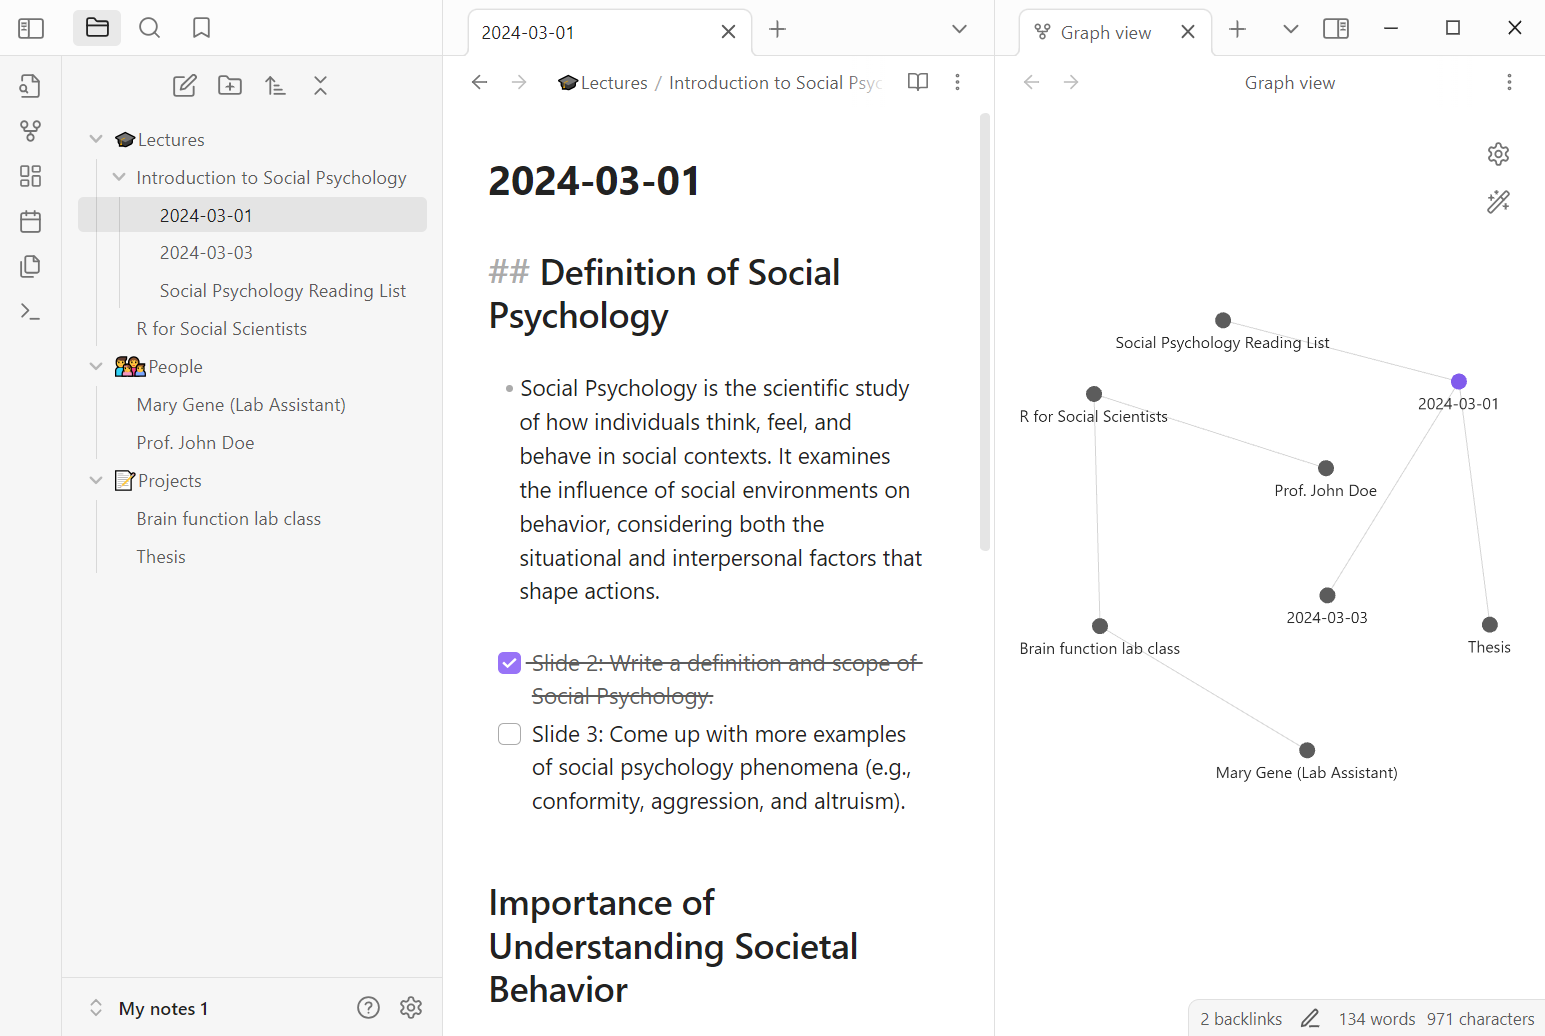 2024-03-01
Graph view
🎓Lectures / Introduction to Social Psyc
Graph view
🎓Lectures
Introduction to Social Psychology
2024-03-01
2024-03-03
Social Psychology Reading List
R for Social Scientists
👨‍👩‍👧‍👦People
Mary Gene (Lab Assistant)
Prof. John Doe
📝Projects
Brain function lab class
Thesis
My notes 1
2024-03-01
## Definition of Social
Psychology
Social Psychology is the scientific study
of how individuals think, feel, and
behave in social contexts. It examines
the influence of social environments on
behavior, considering both the
situational and interpersonal factors that
shape actions.
Slide 2: Write a definition and scope of
Social Psychology.
Slide 3: Come up with more examples
of social psychology phenomena (e.g.,
conformity, aggression, and altruism).
Importance of
Understanding Societal
Behavior
Social Psychology Reading List
2024-03-01
R for Social Scientists
Prof. John Doe
2024-03-03
Thesis
Brain function lab class
Mary Gene (Lab Assistant)
2 backlinks 134 words 971 characters